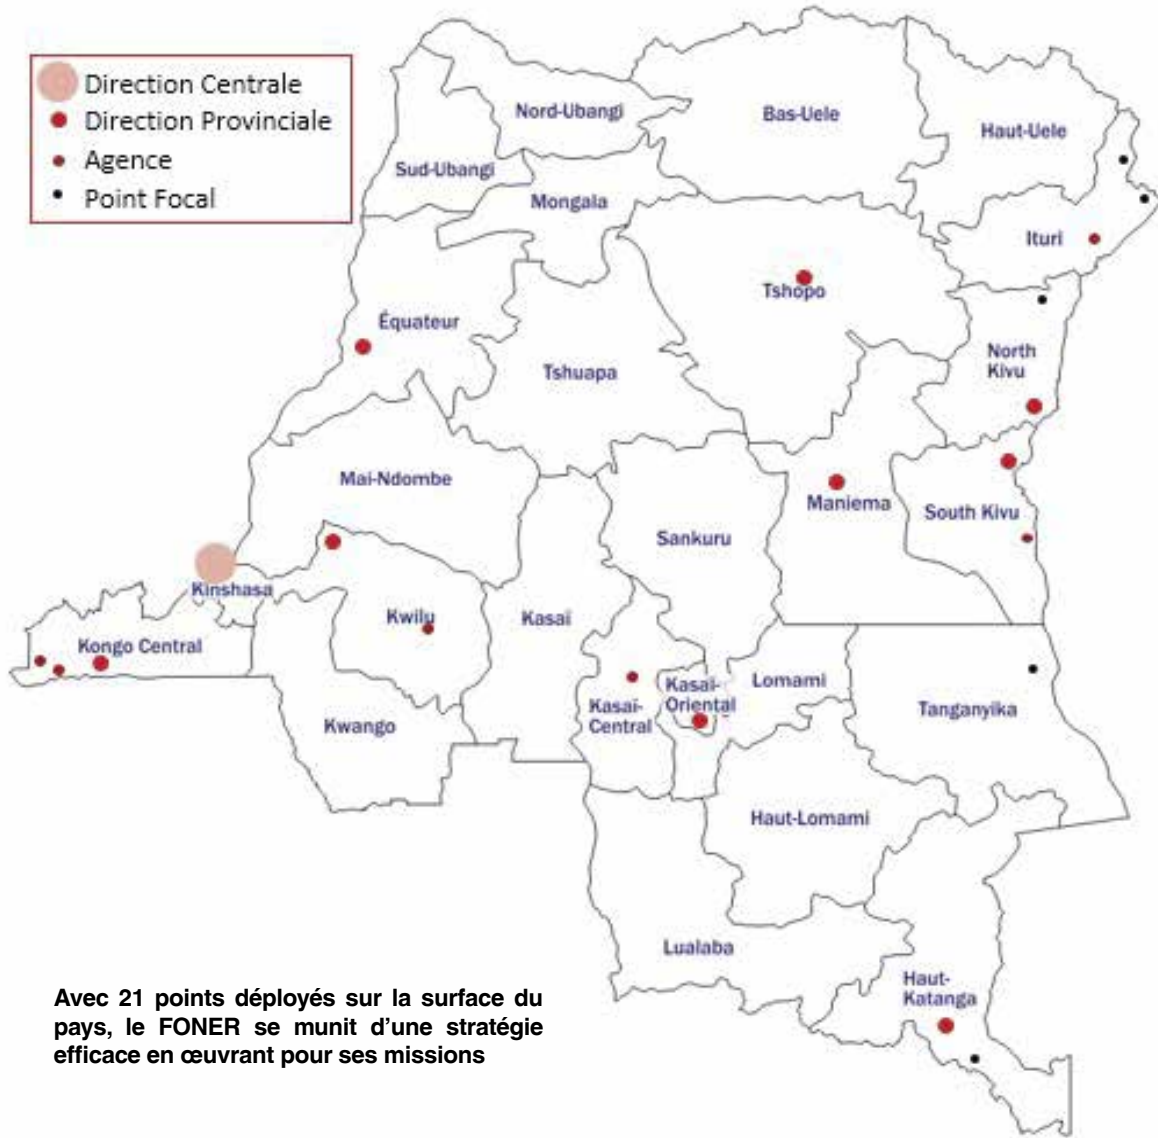 Direction Centrale
Direction Provinciale
Agence
Point Focal
Nord-Ubangi
Bas-Uele
Haut-Uele
Sud-Ubangi
Mongala
Ituri
Tshopo
Équateur
North
Kivu
Tshuapa
Mai-Ndombe
Maniema
South Kivu
Sankuru
Kinshasa
Kwilu
Kasaï
Kongo Central
Kasaï-
Oriental
Lomami
Kasaï-
Central
Tanganyika
Kwango
Haut-Lomami
Lualaba
Haut-
Katanga
Avec 21 points déployés sur la surface du
pays, le FONER se munit d'une stratégie
efficace en œuvrant pour ses missions